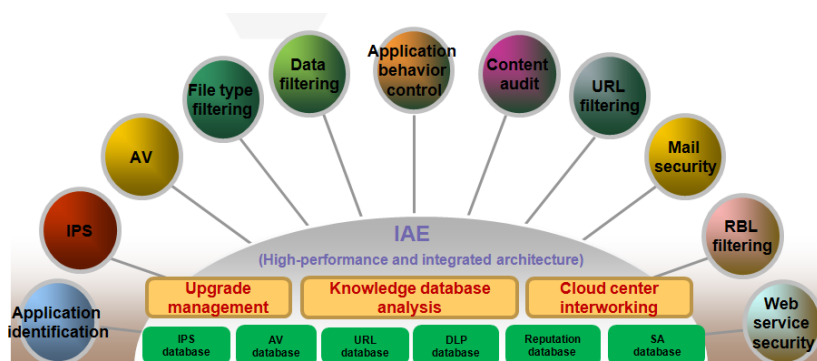 Application
behavior
control
Data
filtering
Content
audit
File type
filtering
URL
filtering
AV
Mail
security
IPS
RBL
filtering
Application
identification
Web
service
security
IAE
(High-performance and integrated architecture)
Upgrade
management
Knowledge database
analysis
Cloud center
interworking
IPS
database
AV
database
URL
database
DLP
database
Reputation
database
SA
database